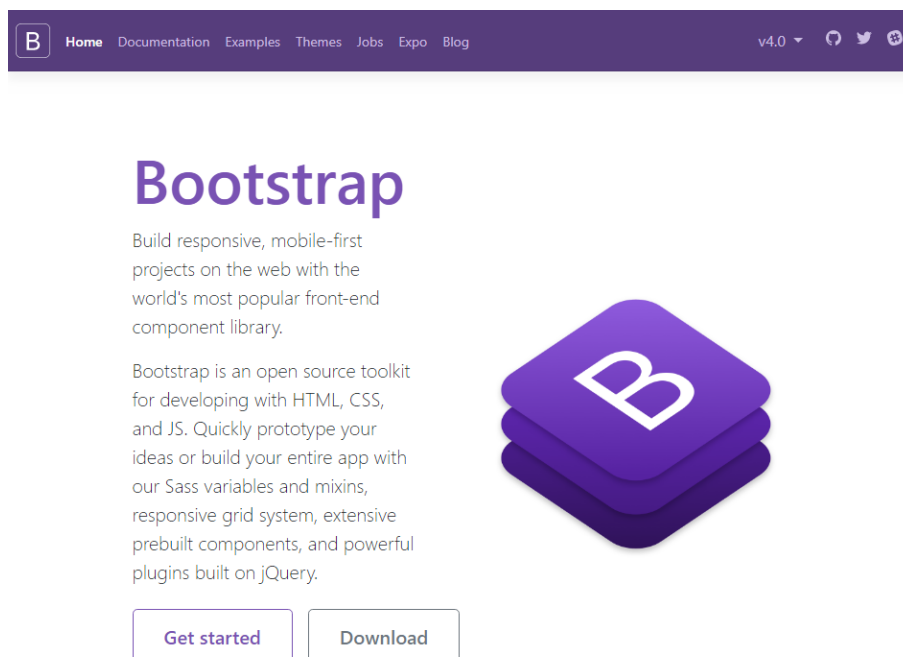 B Home Documentation Examples Themes Jobs Expo Blog v4.0
Bootstrap
Build responsive, mobile-first
projects on the web with the
world's most popular front-end
component library.
Bootstrap is an open source toolkit
for developing with HTML, CSS,
and JS. Quickly prototype your
ideas or build your entire app with
our Sass variables and mixins,
responsive grid system, extensive
prebuilt components, and powerful
plugins built on jQuery.
B
Get started Download